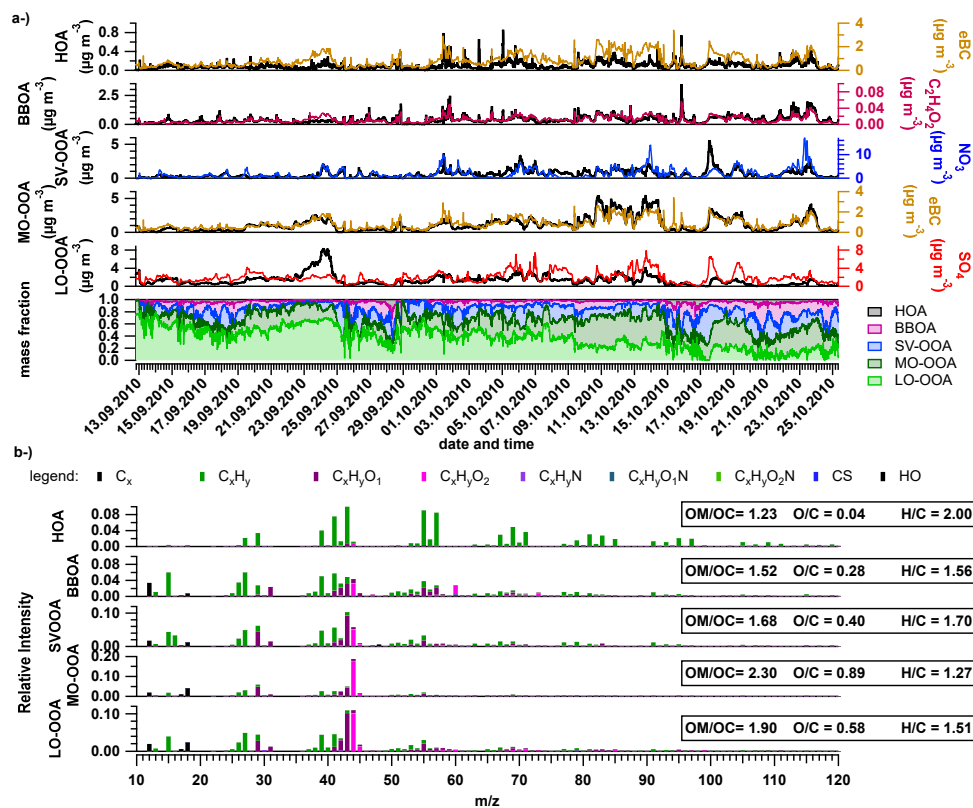 a-)
HOA
(µg m⁻³)
0.8
0.4
0.0
4
2
0
eBC
(µg m⁻³)
BBOA
(µg m⁻³)
2.5
0.0
0.08
0.04
0.00
C₂H₄O₂
(µg m⁻³)
SV-OOA
(µg m⁻³)
5
0
10
0
NO₃
(µg m⁻³)
MO-OOA
(µg m⁻³)
5
0
4
2
0
eBC
(µg m⁻³)
LO-OOA
(µg m⁻³)
8
4
0
8
4
0
SO₄
(µg m⁻³)
mass fraction
1.0
0.8
0.6
0.4
0.2
0.0
HOA
BBOA
SV-OOA
MO-OOA
LO-OOA
13.09.2010
15.09.2010
17.09.2010
19.09.2010
21.09.2010
23.09.2010
25.09.2010
27.09.2010
29.09.2010
01.10.2010
03.10.2010
05.10.2010
07.10.2010
09.10.2010
11.10.2010
13.10.2010
15.10.2010
17.10.2010
19.10.2010
21.10.2010
23.10.2010
25.10.2010
date and time
b-)
legend: Cₓ CₓHᵧ CₓHᵧO₁ CₓHᵧO₂ CₓHᵧN CₓHᵧO₁N CₓHᵧO₂N CS HO
Relative Intensity
HOA
0.08
0.04
0.00
OM/OC= 1.23 O/C= 0.04 H/C= 2.00
BBOA
0.08
0.04
0.00
OM/OC= 1.52 O/C= 0.28 H/C= 1.56
SVOOA
0.10
0.00
OM/OC= 1.68 O/C= 0.40 H/C= 1.70
MO-OOA
0.20
0.10
0.00
OM/OC= 2.30 O/C= 0.89 H/C= 1.27
LO-OOA
0.10
0.00
OM/OC= 1.90 O/C= 0.58 H/C= 1.51
10 20 30 40 50 60 70 80 90 100 110 120
m/z